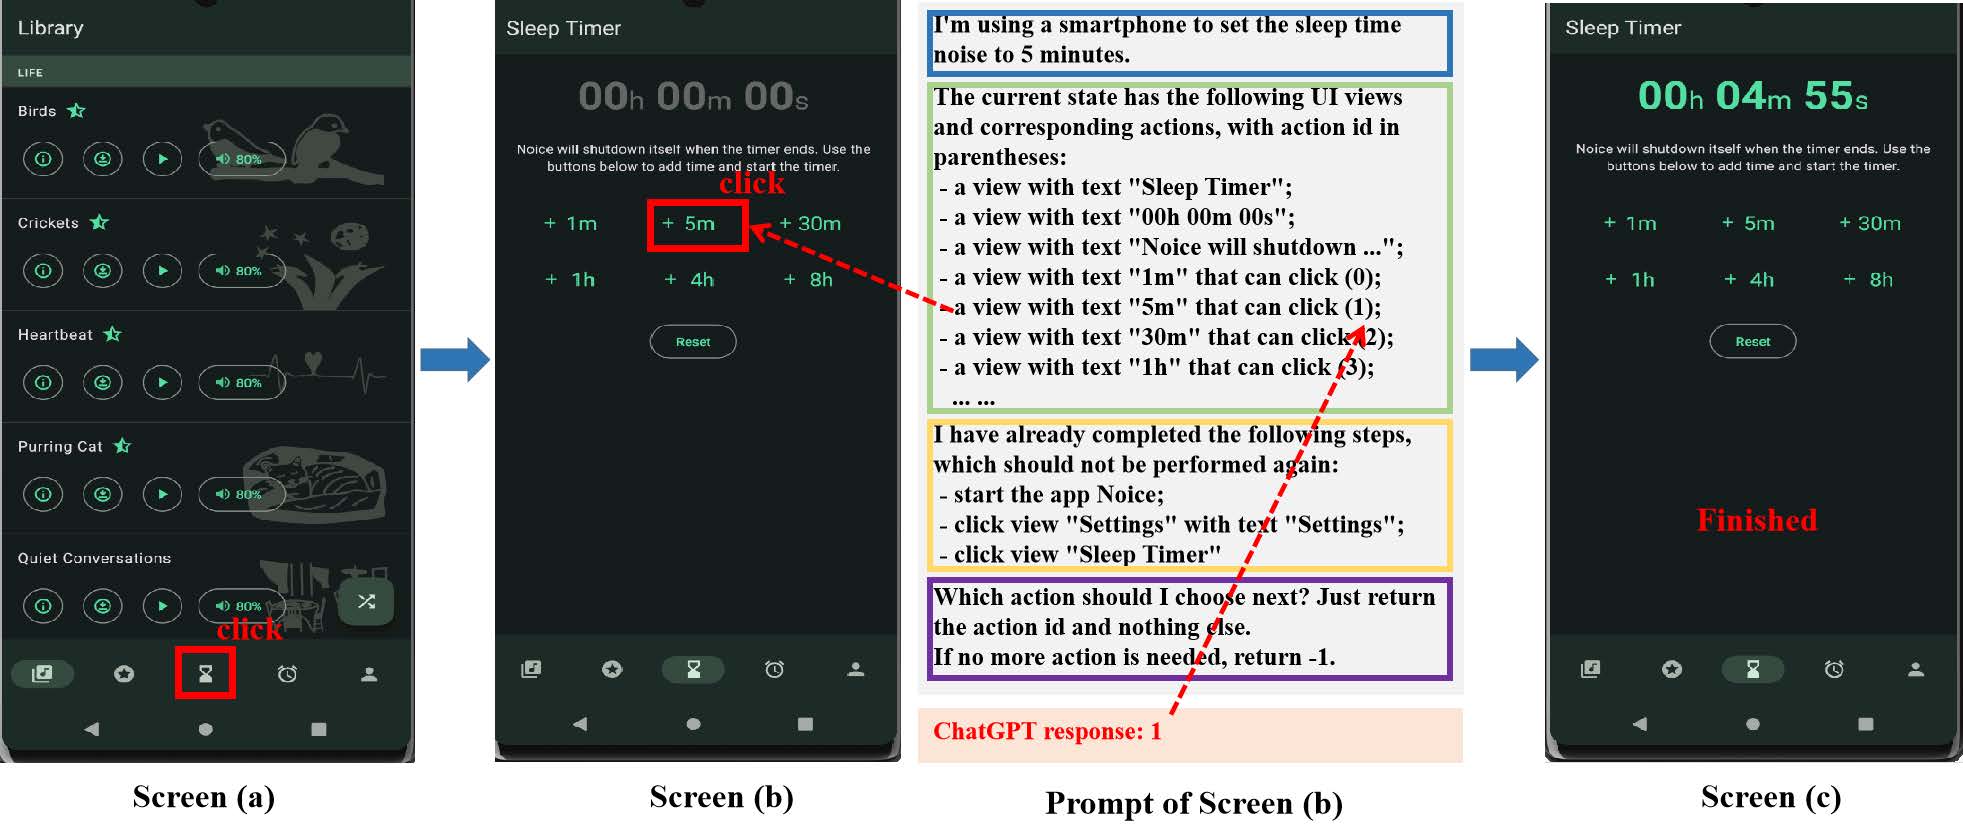 Library
LIFE
Birds
80%
Crickets
80%
Heartbeat
80%
Purring Cat
80%
Quiet Conversations
80%
click
Screen (a)
Sleep Timer
00h 00m 00s
Noice will shutdown itself when the timer ends. Use the
buttons below to add time and start the timer.
click
+ 1m + 5m + 30m
+ 1h + 4h + 8h
Reset
Screen (b)
I'm using a smartphone to set the sleep time
noise to 5 minutes.
The current state has the following UI views
and corresponding actions, with action id in
parentheses:
- a view with text "Sleep Timer";
- a view with text "00h 00m 00s";
- a view with text "Noice will shutdown ...";
- a view with text "1m" that can click (0);
- a view with text "5m" that can click (1);
- a view with text "30m" that can click (2);
- a view with text "1h" that can click (3);
... ...
I have already completed the following steps,
which should not be performed again:
- start the app Noice;
- click view "Settings" with text "Settings";
- click view "Sleep Timer"
Which action should I choose next? Just return
the action id and nothing else.
If no more action is needed, return -1.
ChatGPT response: 1
Prompt of Screen (b)
Sleep Timer
00h 04m 55s
Noice will shutdown itself when the timer ends. Use the
buttons below to add time and start the timer.
+ 1m + 5m + 30m
+ 1h + 4h + 8h
Reset
Finished
Screen (c)